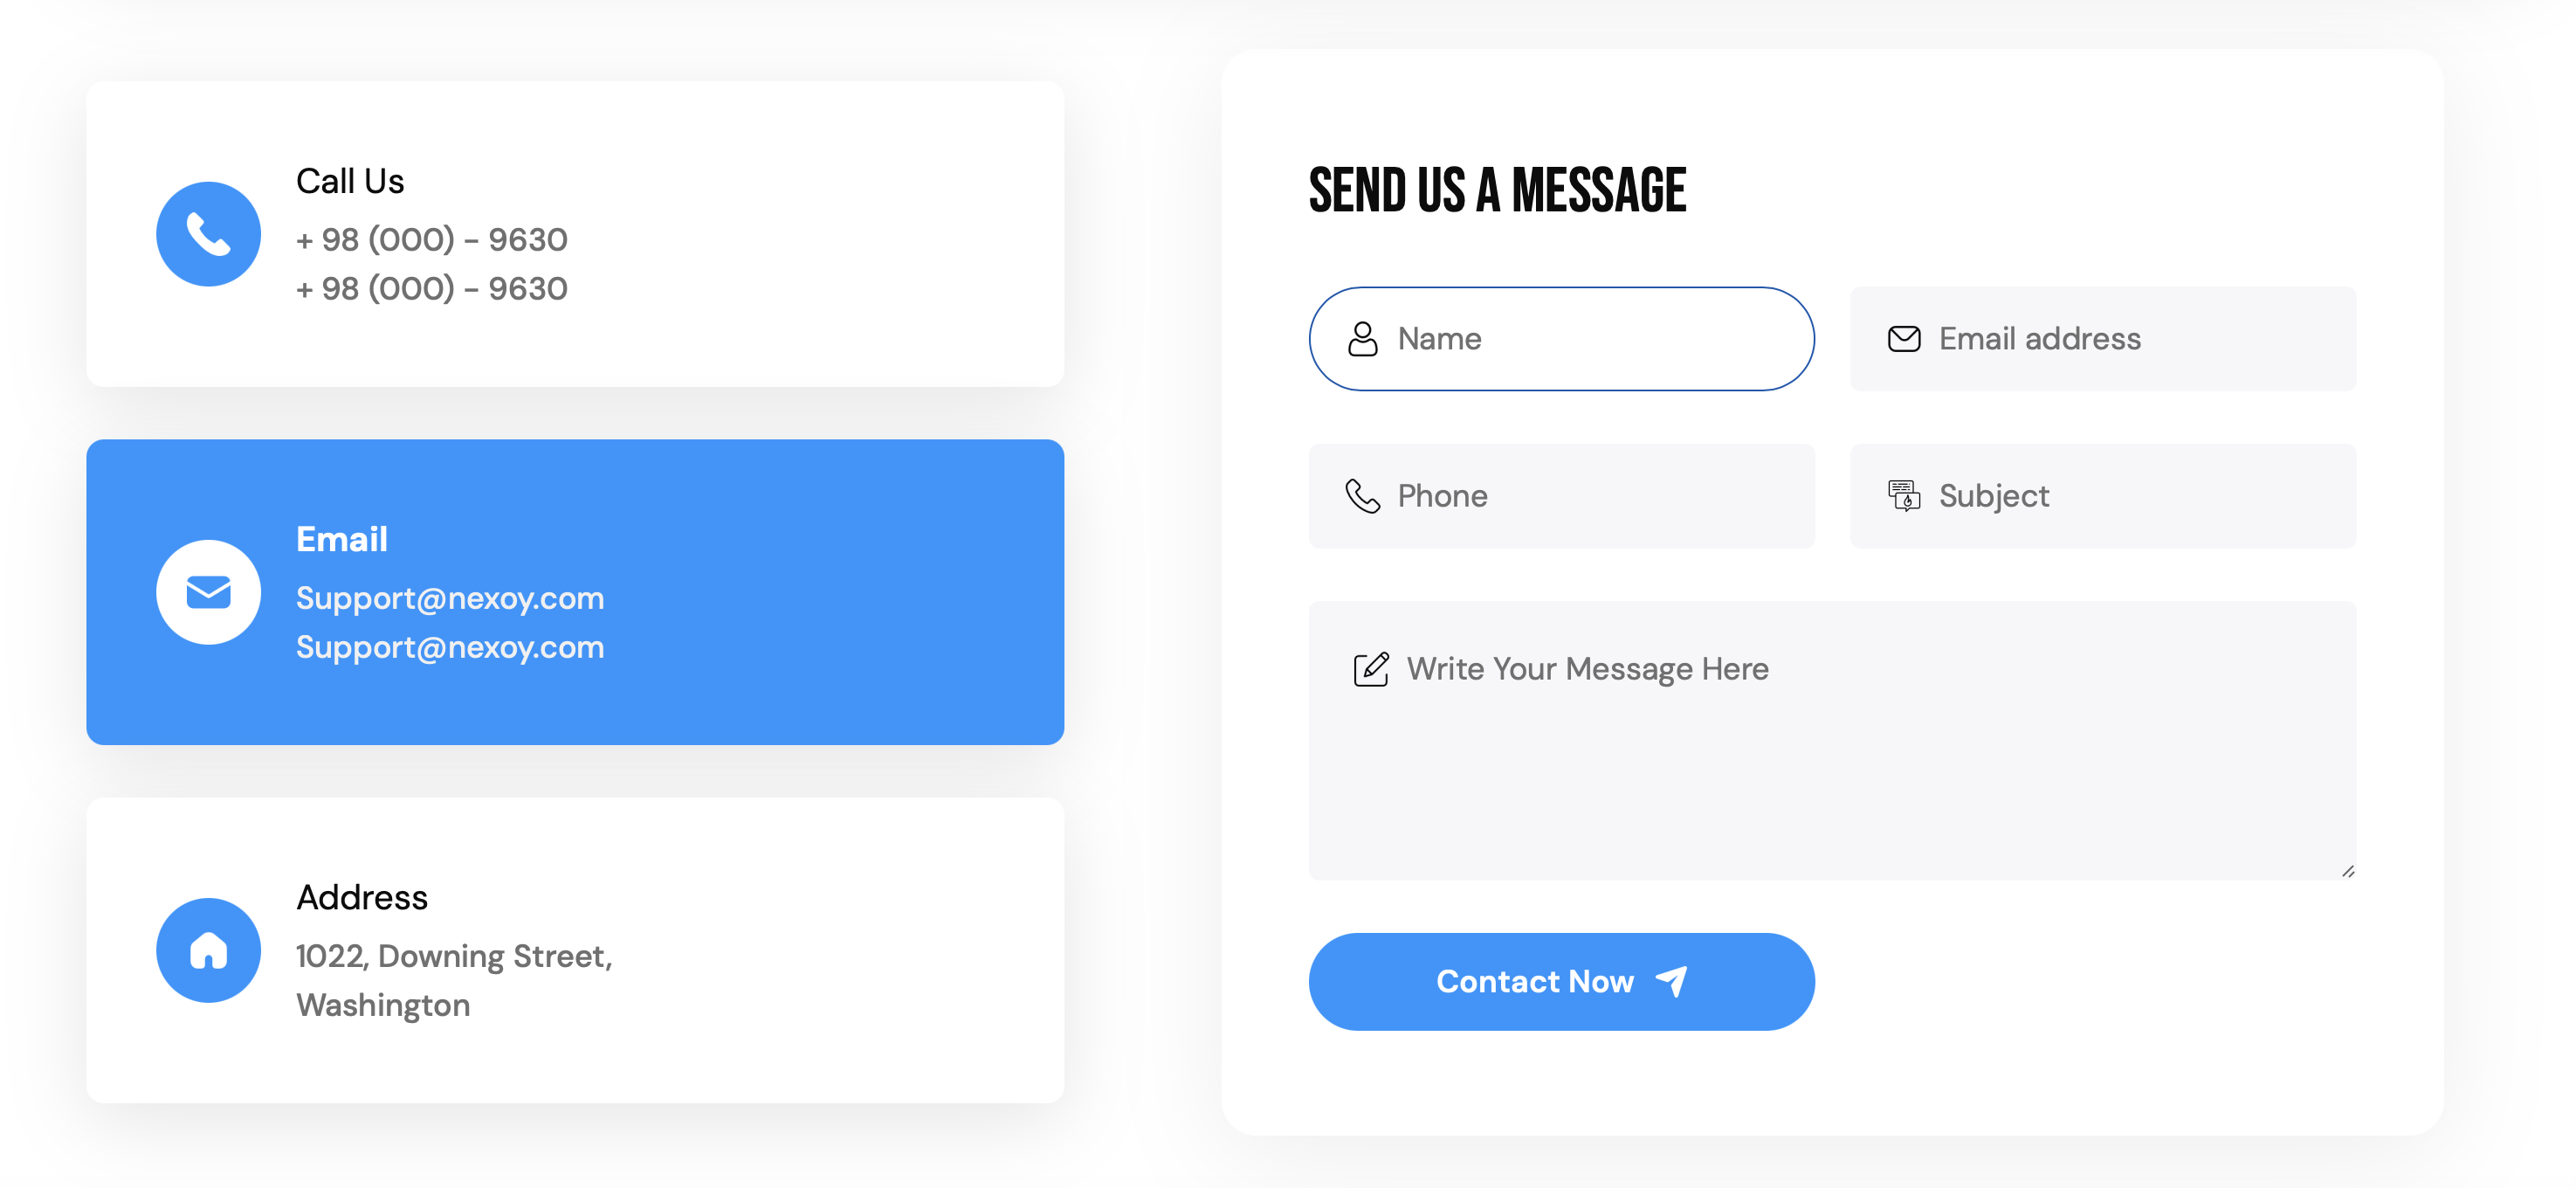 Call Us
+ 98 (000) - 9630
+ 98 (000) - 9630
Email
Support@nexoy.com
Support@nexoy.com
Address
1022, Downing Street,
Washington
SEND US A MESSAGE
Name
Email address
Phone
Subject
Write Your Message Here
Contact Now